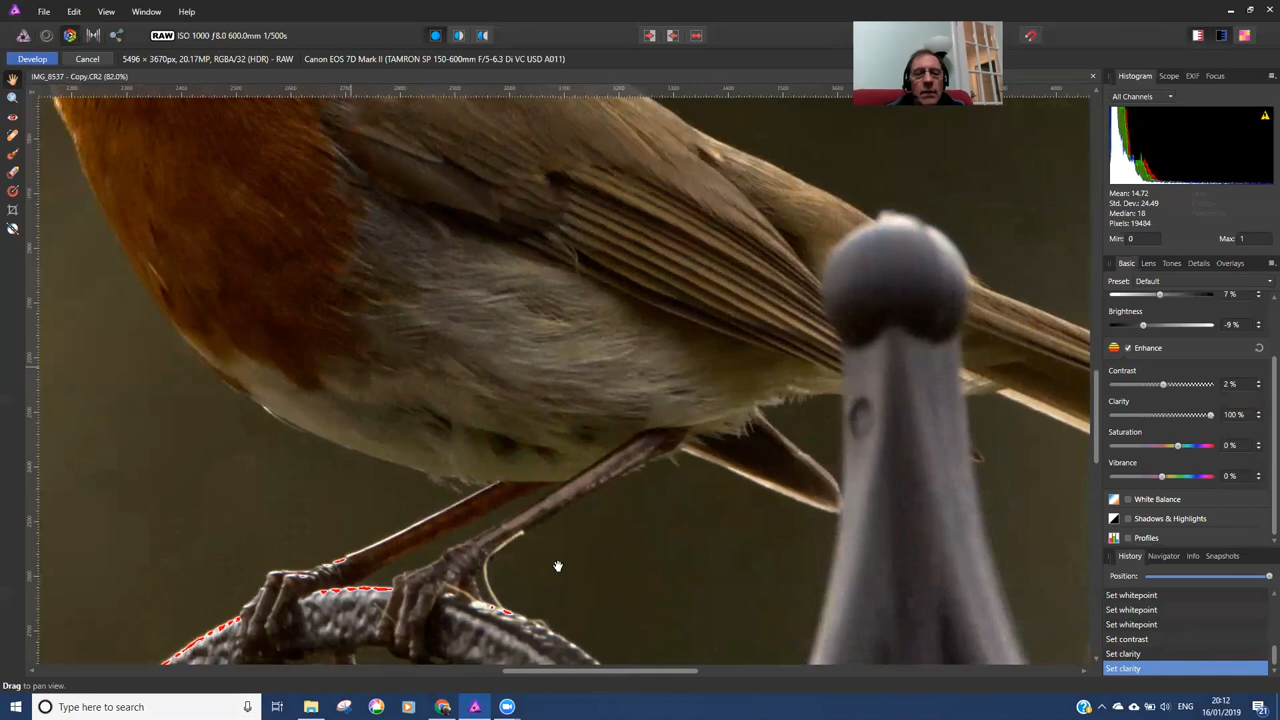 File Edit View Window Help
RAW ISO 1000 ƒ8.0 600.0mm 1/500s
Develop Cancel 5496 × 3670px, 20.17MP, RGBA/32 (HDR) - RAW Canon EOS 7D Mark II (TAMRON SP 150-600mm F/5-6.3 Di VC USD A011)
IMG_8537 - Copy.CR2 (82.0%)
Histogram Scope EXIF Focus
All Channels
Mean: 14.72
Std. Dev.: 24.49
Median: 18
Pixels: 19484
Min: 0 Max: 1
Basic Lens Tones Details Overlays
Preset: Default
7 %
Brightness
-9 %
Enhance
Contrast
2 %
Clarity
100 %
Saturation
0 %
Vibrance
0 %
White Balance
Shadows & Highlights
Profiles
History Navigator Info Snapshots
Position:
Set whitepoint
Set whitepoint
Set whitepoint
Set contrast
Set clarity
Set clarity
Drag to pan view.
Type here to search
ENG
20:12
16/01/2019
21